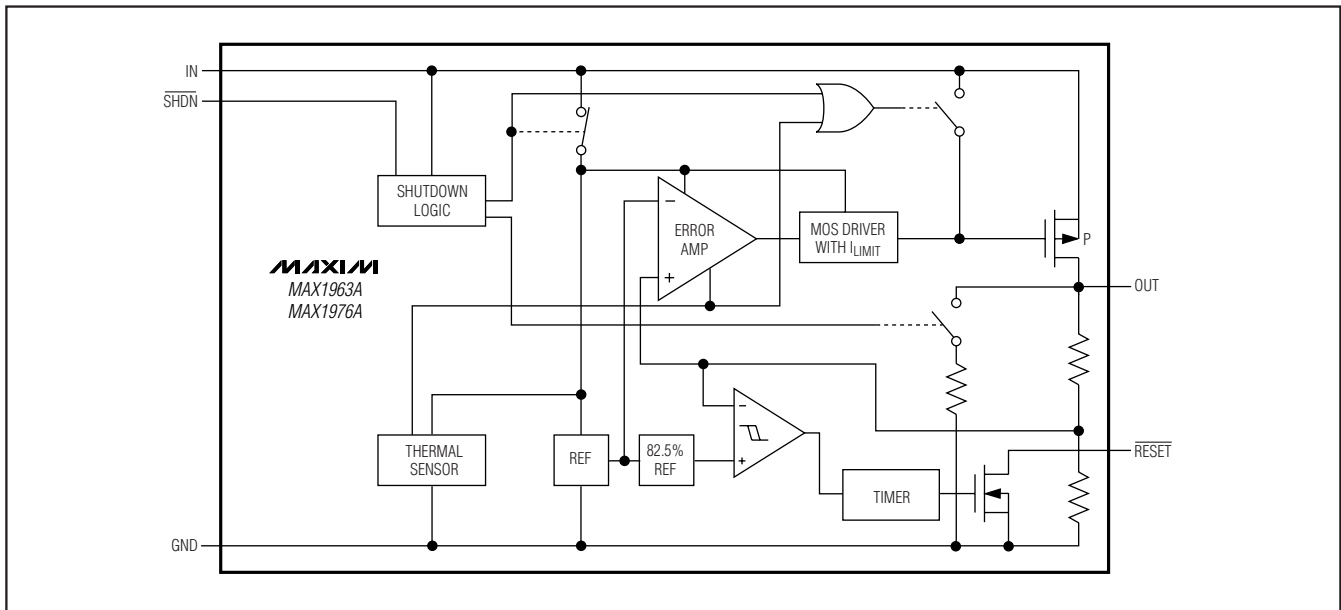 IN
SHDN
SHUTDOWN
LOGIC
MAXIM
MAX1963A
MAX1976A
−
ERROR
AMP
+
MOS DRIVER
WITH ILIMIT
P
OUT
THERMAL
SENSOR
REF
82.5%
REF
−
+
TIMER
RESET
GND